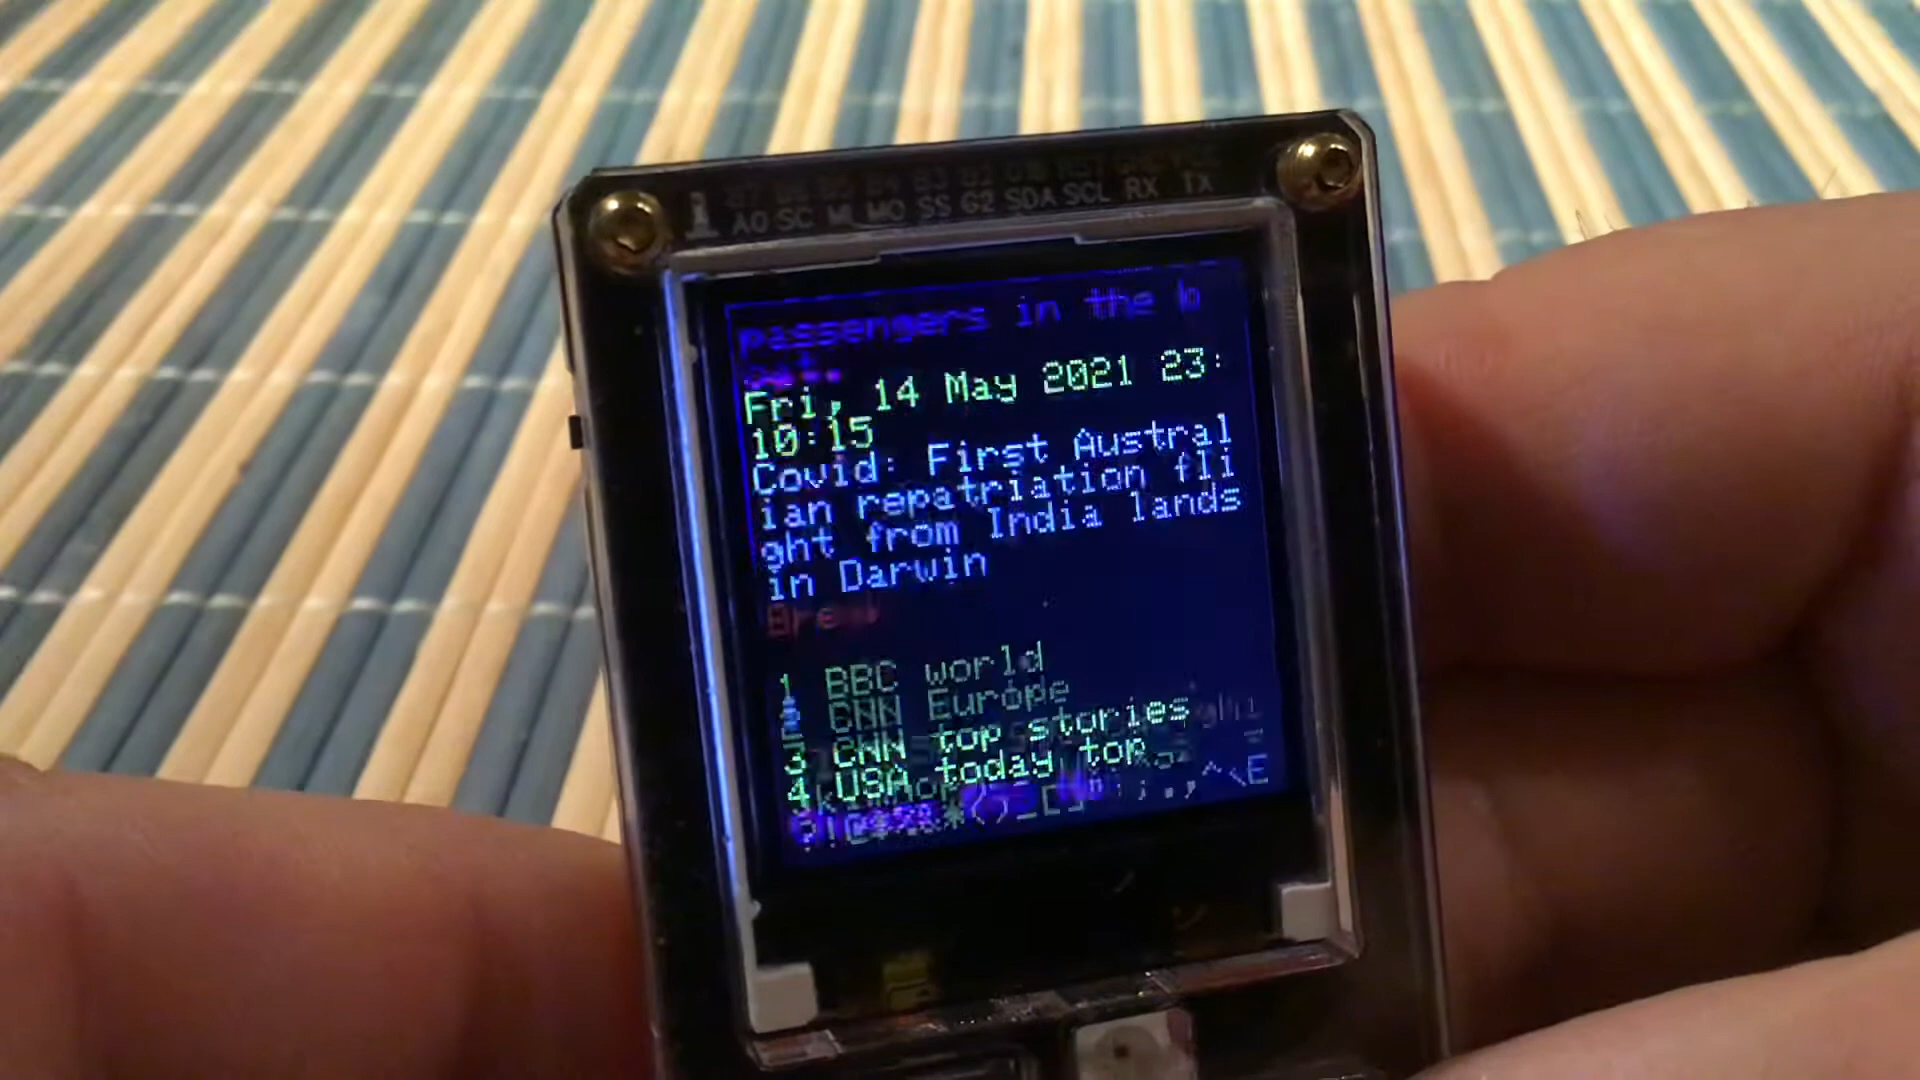 A0 SC MI MO SS G2 SDA SCL RX TX
passengers in the b
Fri, 14 May 2021 23:
10:15
Covid: First Austral
ian repatriation fli
ght from India lands
in Darwin
1 BBC world
2 CNN Europe
3 CNN top stories
4 USA today top
?!@$%&*()_[]":;.,^\E